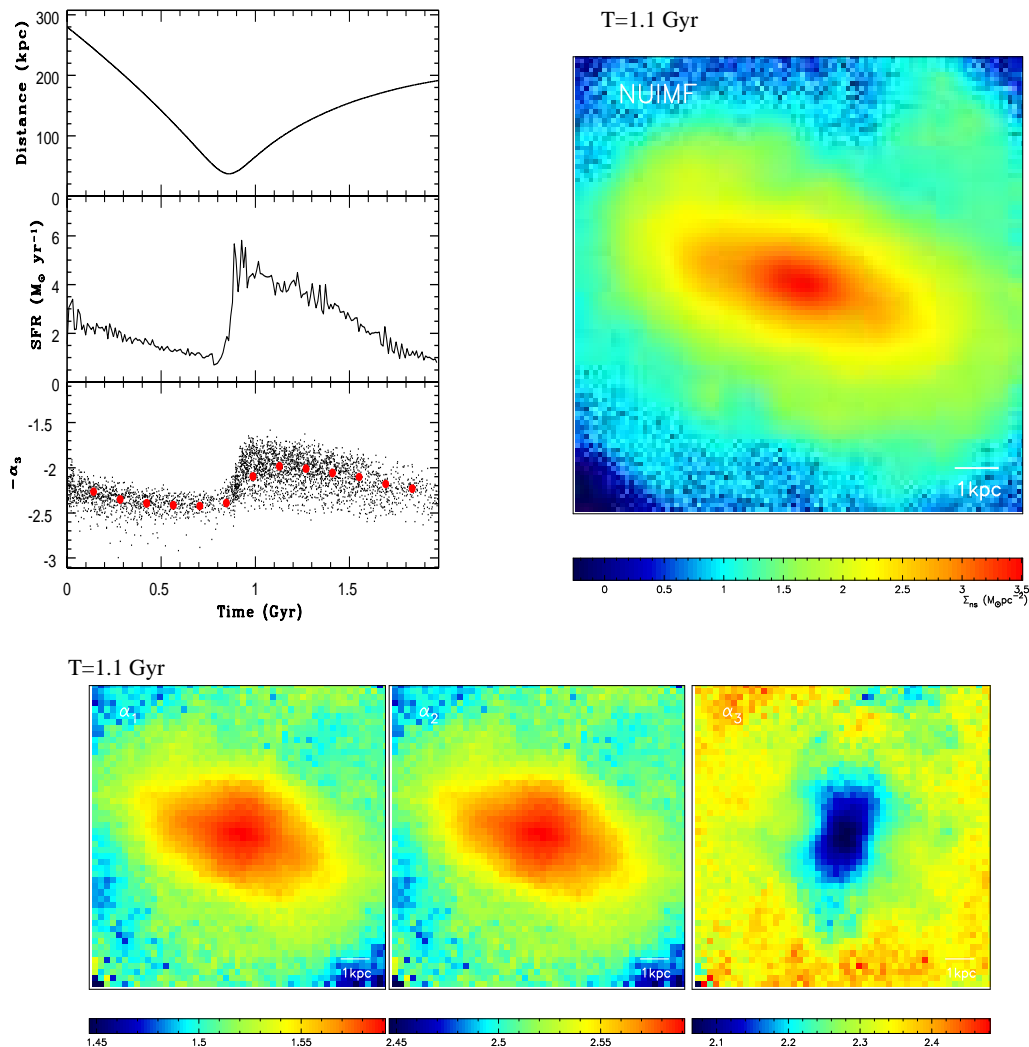 T=1.1 Gyr
300
200
100
0
Distance (kpc)
6
4
2
0
SFR (M⊙ yr⁻¹)
-1.5
-2
-2.5
-3
-α₃
0 0.5 1 1.5
Time (Gyr)
NUIMF
1kpc
0 0.5 1 1.5 2 2.5 3 3.5
Σns (M⊙pc⁻²)
T=1.1 Gyr
α₁
1kpc
α₂
1kpc
α₃
1kpc
1.45 1.5 1.55
2.45 2.5 2.55
2.1 2.2 2.3 2.4